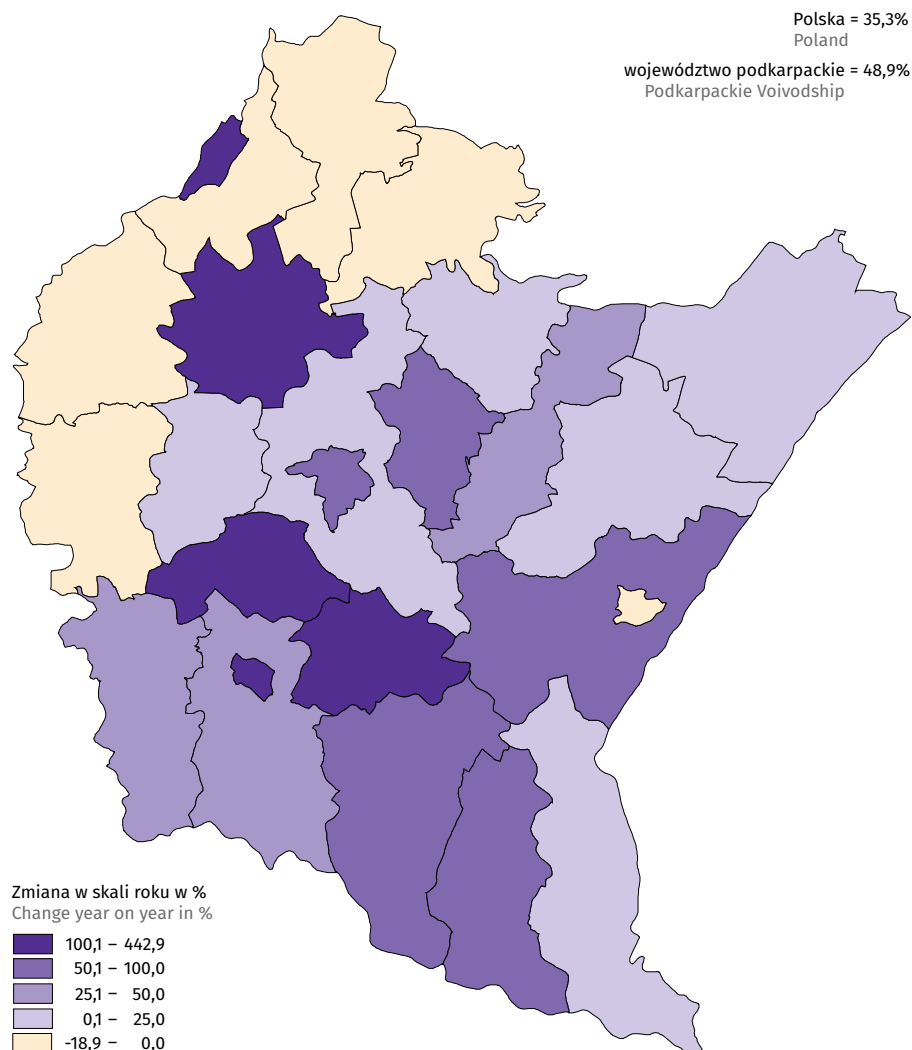 Polska = 35,3%
Poland
województwo podkarpackie = 48,9%
Podkarpackie Voivodship
Zmiana w skali roku w %
Change year on year in %
100,1 – 442,9
50,1 – 100,0
25,1 – 50,0
0,1 – 25,0
-18,9 – 0,0